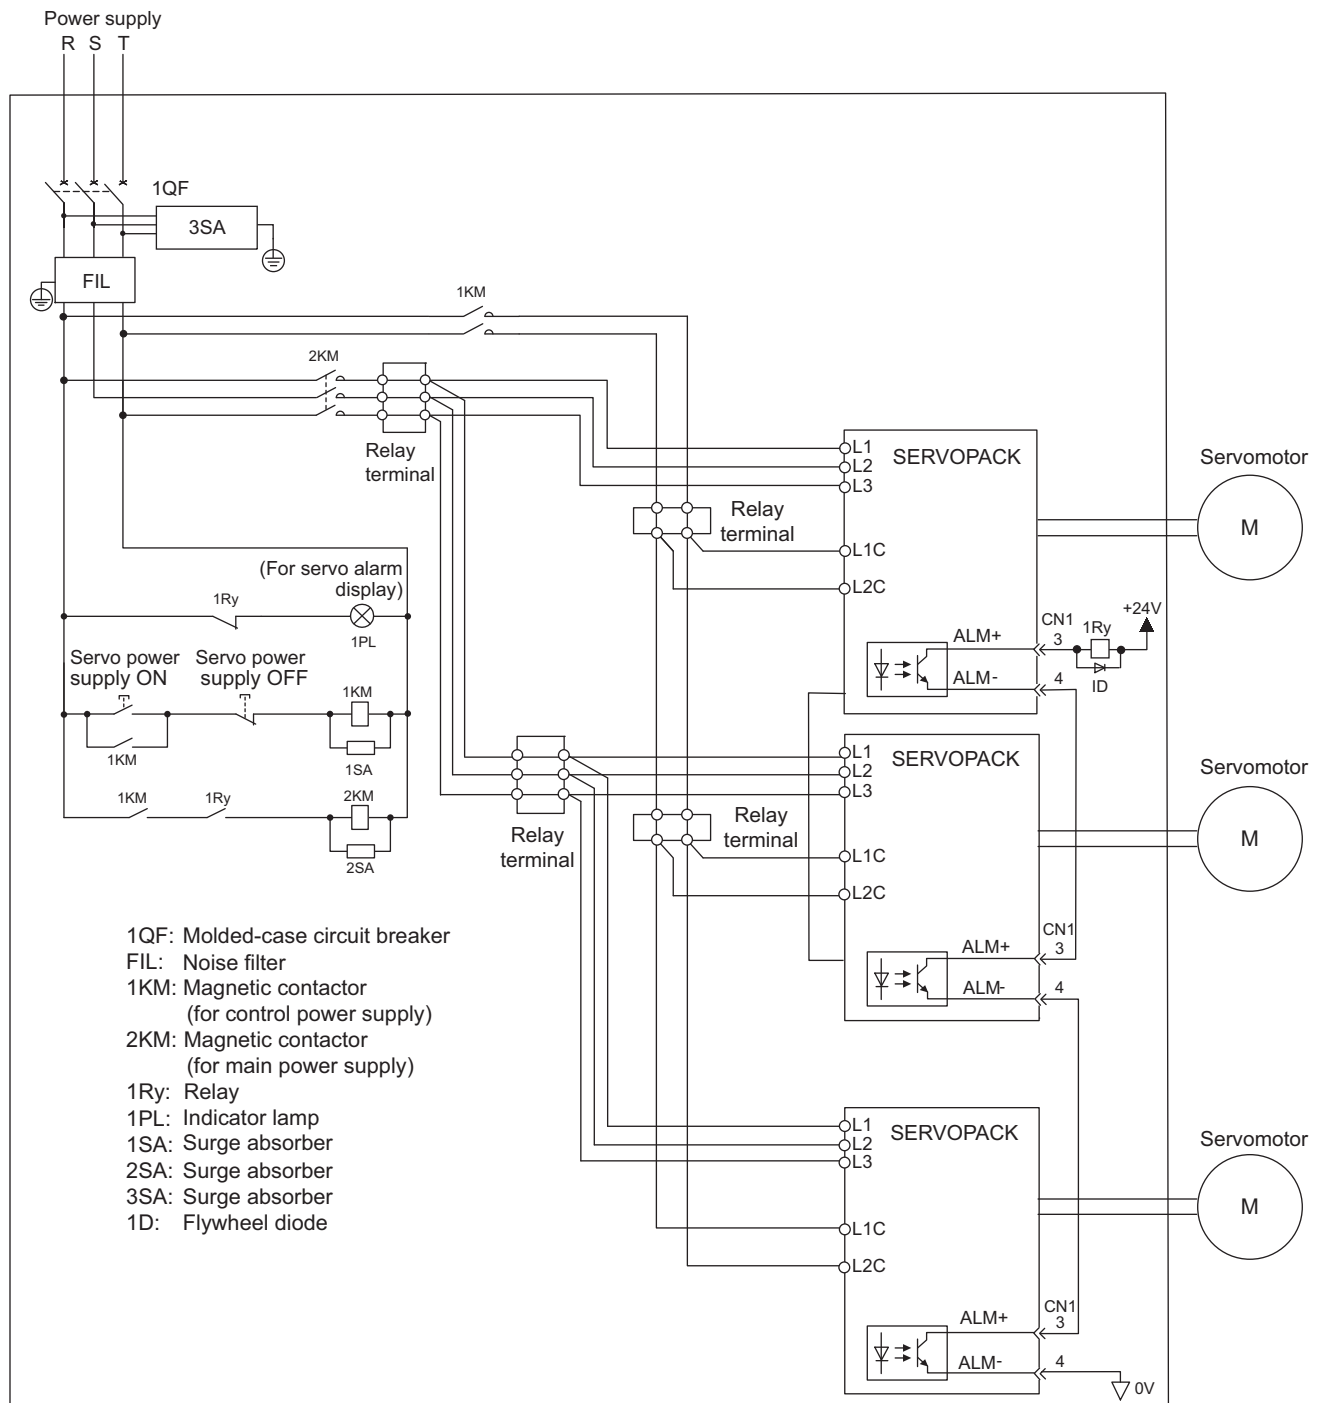 Power supply
R S T
1QF
3SA
FIL
1KM
2KM
Relay
terminal
SERVOPACK
L1
L2
L3
L1C
L2C
Servomotor
M
Relay
terminal
(For servo alarm
display)
1Ry
1PL
ALM+
ALM-
CN1
3
4
1Ry
+24V
ID
Servo power
supply ON
Servo power
supply OFF
1KM
1KM
1SA
1KM
1Ry
2KM
2SA
Relay
terminal
Relay
terminal
SERVOPACK
L1
L2
L3
L1C
L2C
Servomotor
M
ALM+
ALM-
CN1
3
4
1QF: Molded-case circuit breaker
FIL: Noise filter
1KM: Magnetic contactor
(for control power supply)
2KM: Magnetic contactor
(for main power supply)
1Ry: Relay
1PL: Indicator lamp
1SA: Surge absorber
2SA: Surge absorber
3SA: Surge absorber
1D: Flywheel diode
SERVOPACK
L1
L2
L3
L1C
L2C
Servomotor
M
ALM+
ALM-
CN1
3
4
0V